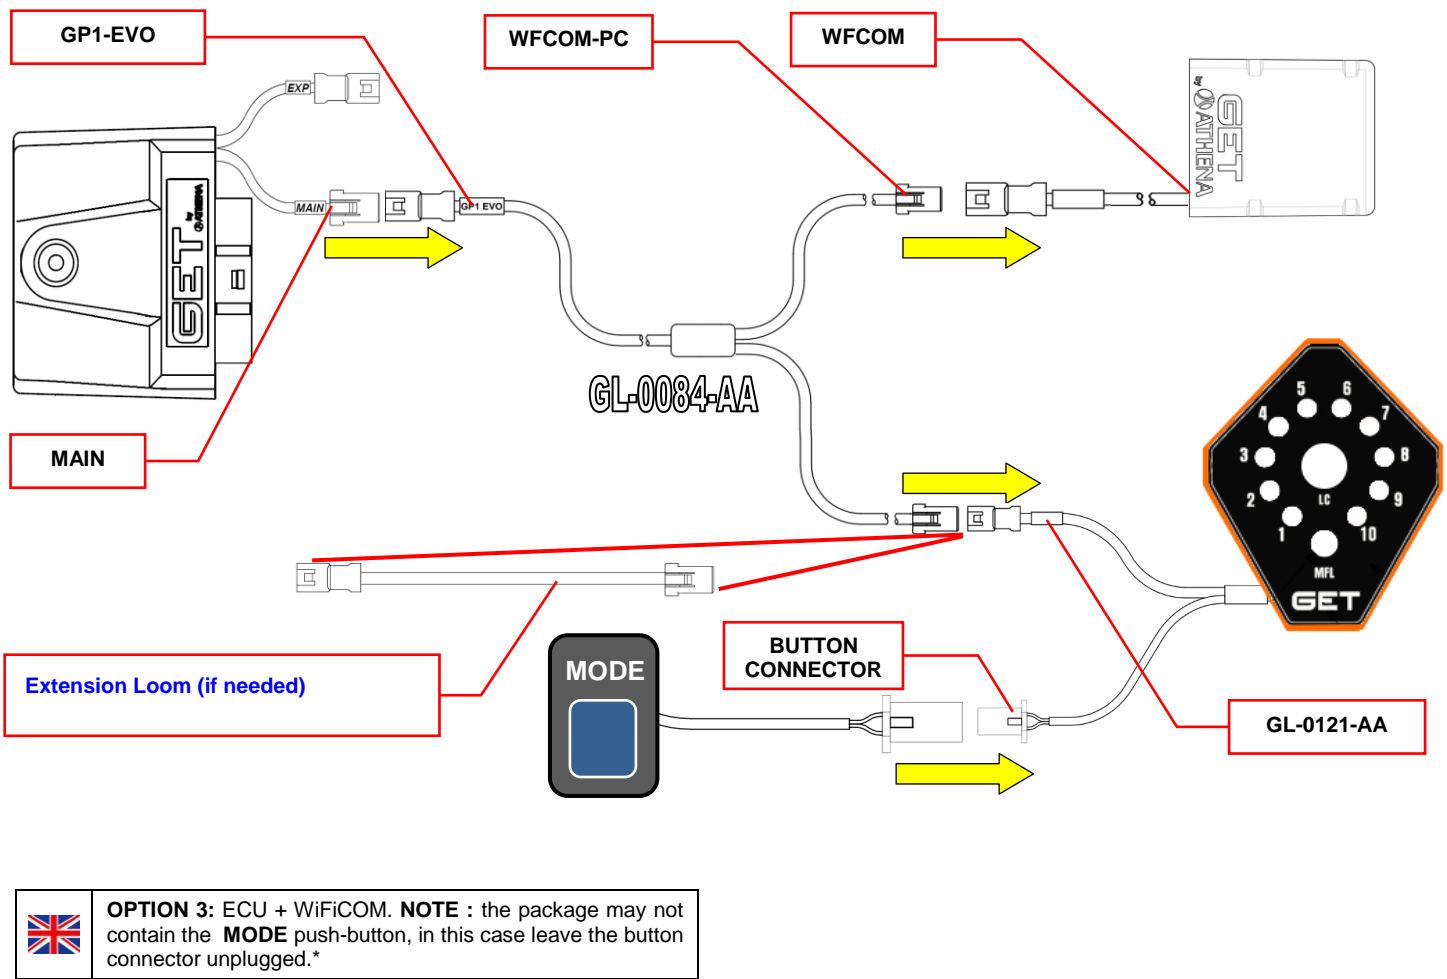 GP1-EVO
WFCOM-PC
WFCOM
EXP
MAIN
GP1 EVO
GET
by ATHENA
GET
by ATHENA
GL-0084-AA
MAIN
5 6
4 7
3 8
2 9
1 10
LC
MFL
GET
Extension Loom (if needed)
MODE
BUTTON
CONNECTOR
GL-0121-AA
OPTION 3: ECU + WiFiCOM. NOTE : the package may not
contain the MODE push-button, in this case leave the button
connector unplugged.*